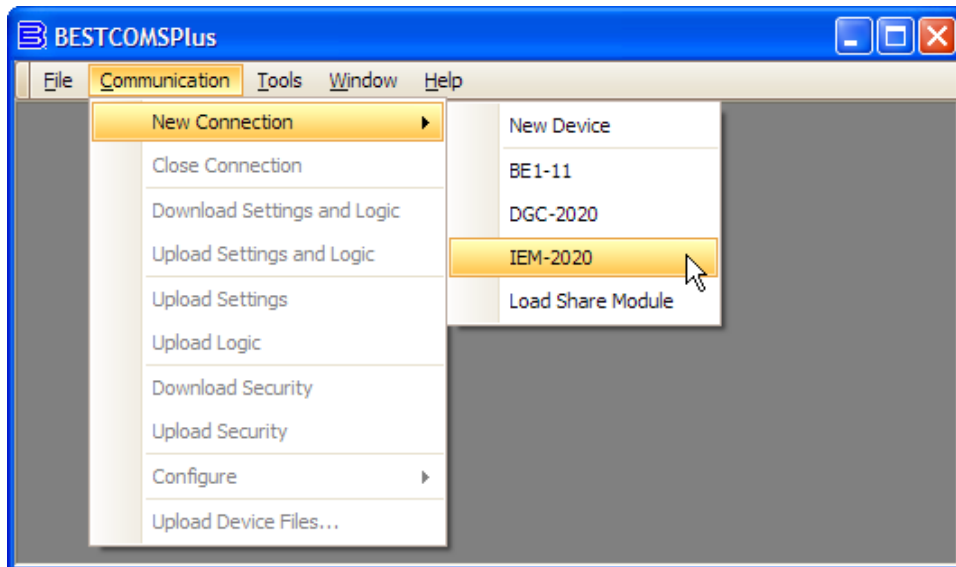 BESTCOMSPlus
File Communication Tools Window Help
New Connection
Close Connection
Download Settings and Logic
Upload Settings and Logic
Upload Settings
Upload Logic
Download Security
Upload Security
Configure
Upload Device Files...
New Device
BE1-11
DGC-2020
IEM-2020
Load Share Module